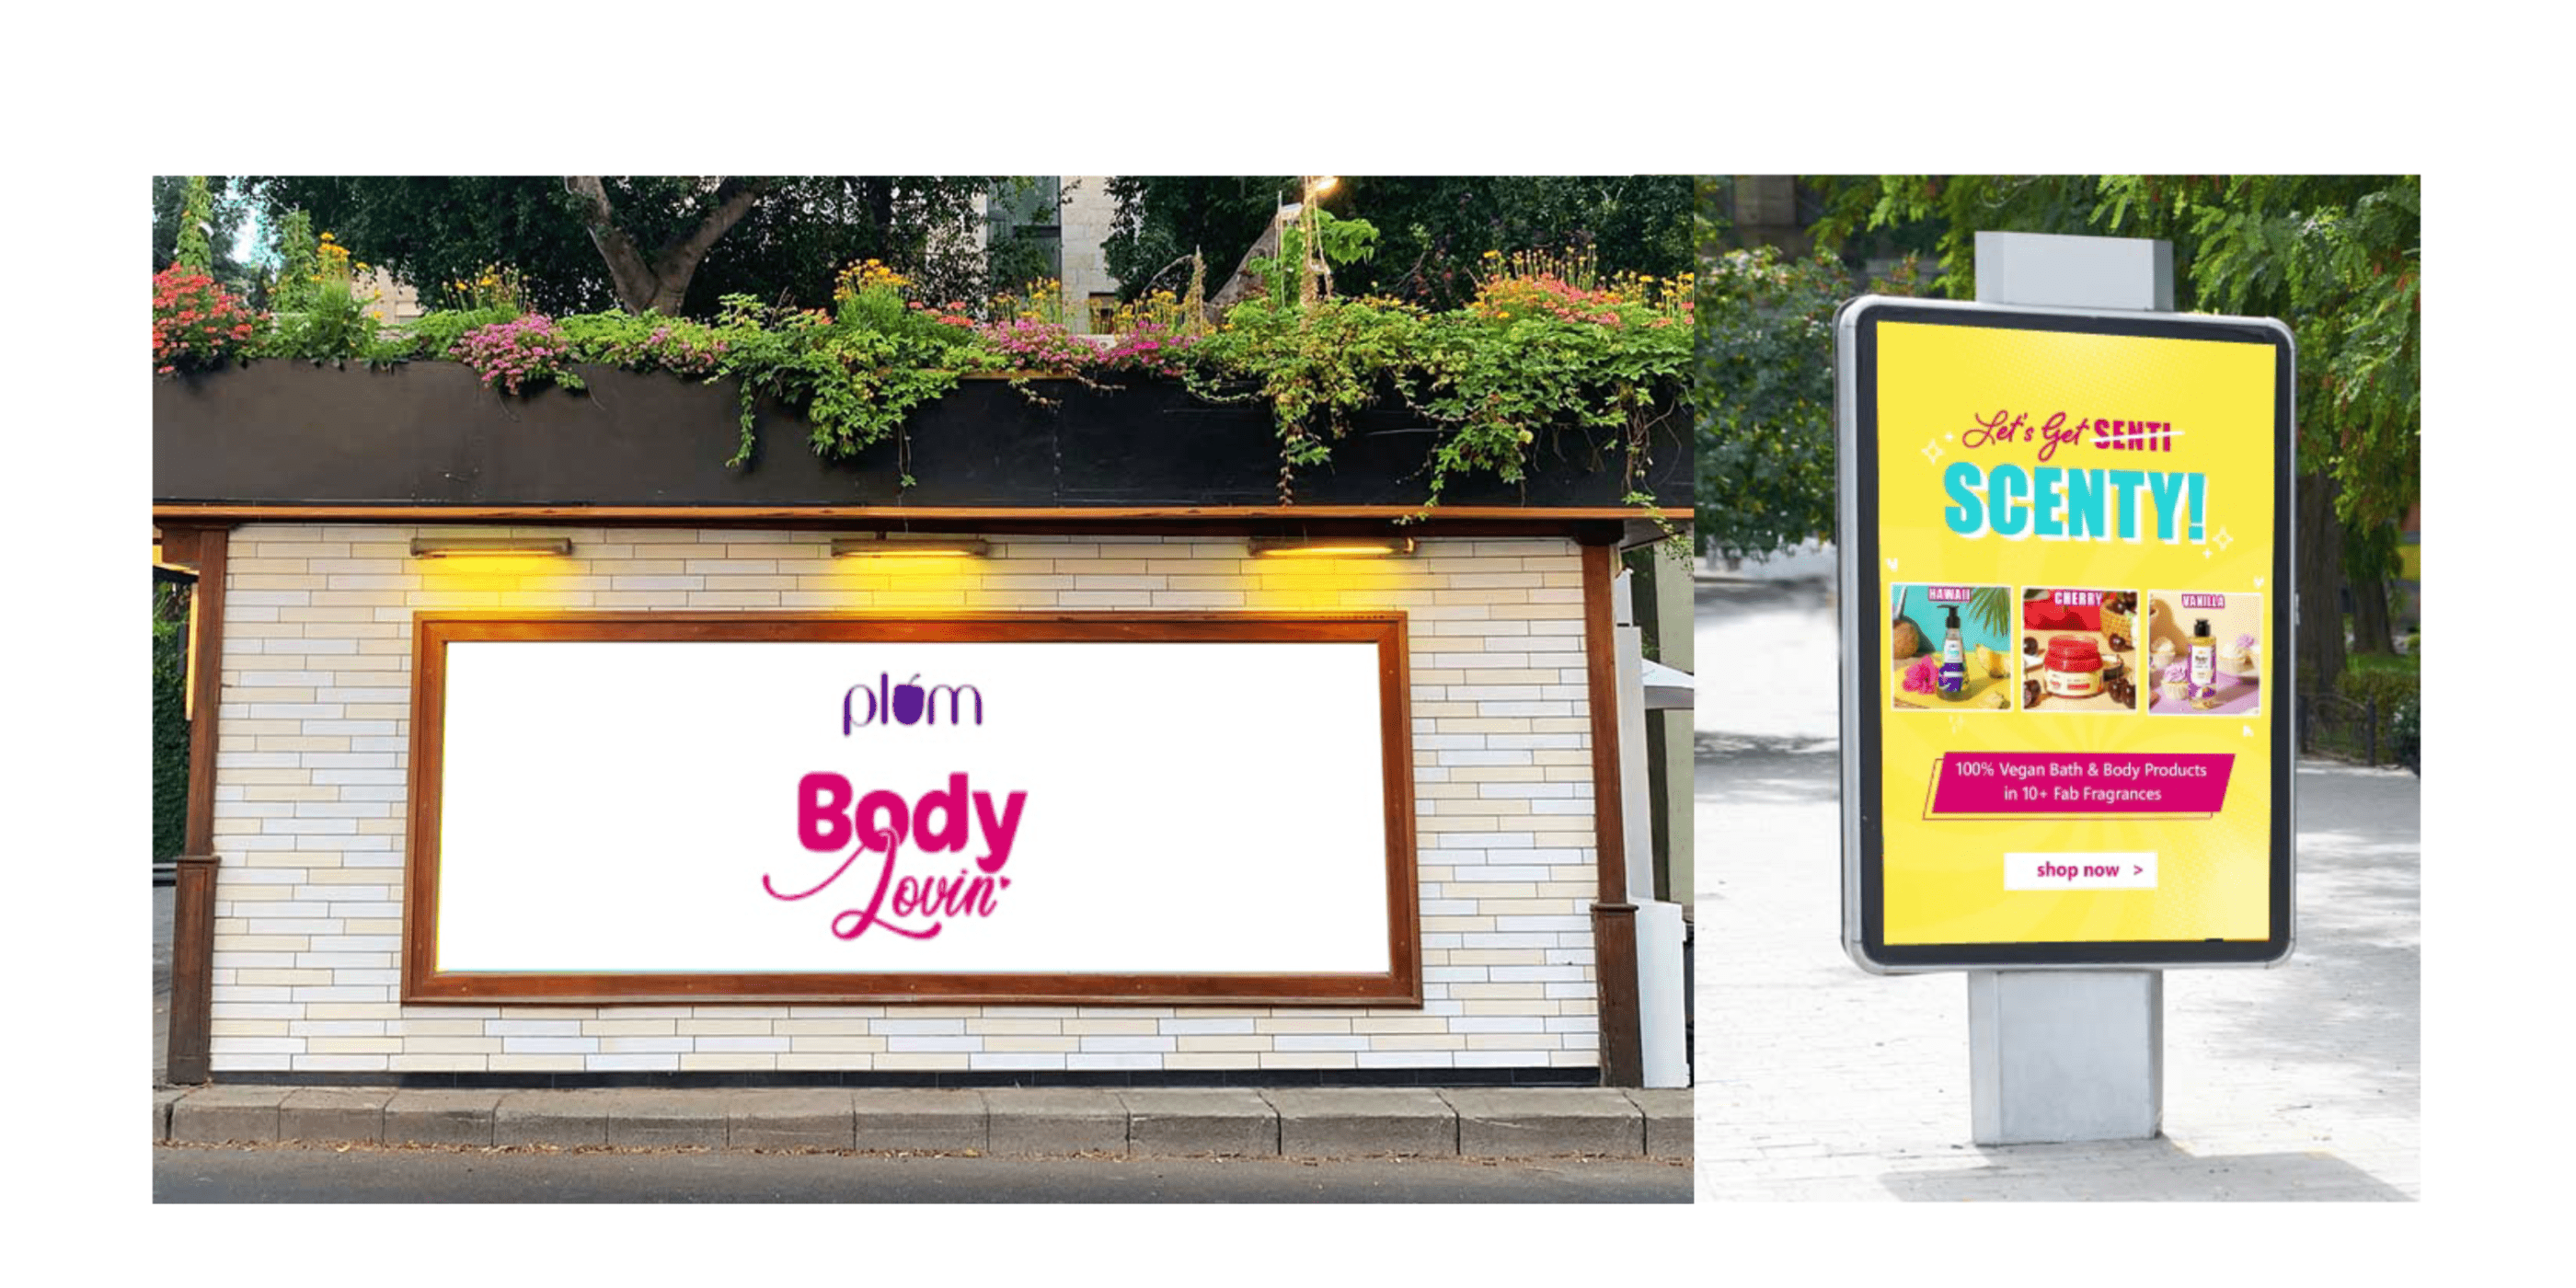 plum
Body
Lovin'
Let's Get SENTI
SCENTY!
HAWAII
CHERRY
VANILLA
100% Vegan Bath & Body Products
in 10+ Fab Fragrances
shop now >